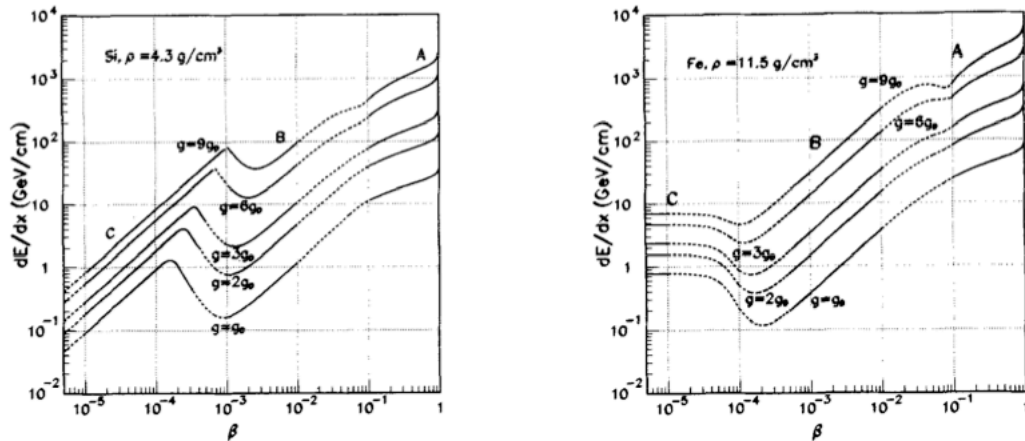 Si, ρ = 4.3 g/cm³
A
B
C
g=9g₀
g=6g₀
g=3g₀
g=2g₀
g=g₀
dE/dx (GeV/cm)
10⁴
10³
10²
10
1
10⁻¹
10⁻²
10⁻⁵
10⁻⁴
10⁻³
10⁻²
10⁻¹
1
β
Fe, ρ = 11.5 g/cm³
A
B
C
g=9g₀
g=6g₀
g=3g₀
g=2g₀
g=g₀
dE/dx (GeV/cm)
10⁴
10³
10²
10
1
10⁻¹
10⁻²
10⁻⁵
10⁻⁴
10⁻³
10⁻²
10⁻¹
1
β